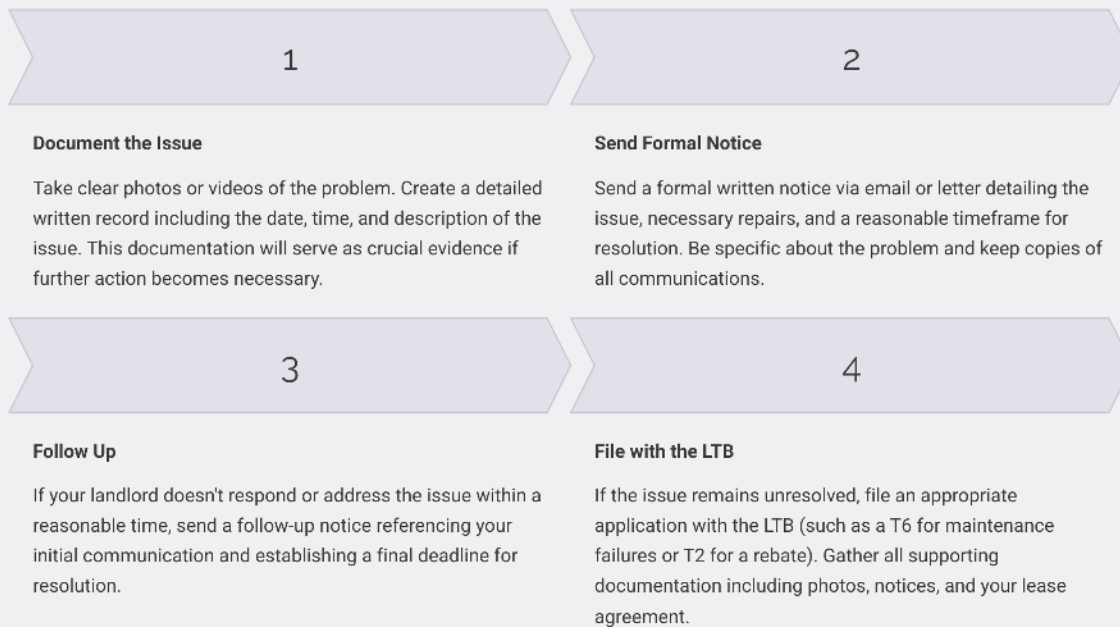 1
Document the Issue
Take clear photos or videos of the problem. Create a detailed
written record including the date, time, and description of the
issue. This documentation will serve as crucial evidence if
further action becomes necessary.
2
Send Formal Notice
Send a formal written notice via email or letter detailing the
issue, necessary repairs, and a reasonable timeframe for
resolution. Be specific about the problem and keep copies of
all communications.
3
Follow Up
If your landlord doesn't respond or address the issue within a
reasonable time, send a follow-up notice referencing your
initial communication and establishing a final deadline for
resolution.
4
File with the LTB
If the issue remains unresolved, file an appropriate
application with the LTB (such as a T6 for maintenance
failures or T2 for a rebate). Gather all supporting
documentation including photos, notices, and your lease
agreement.